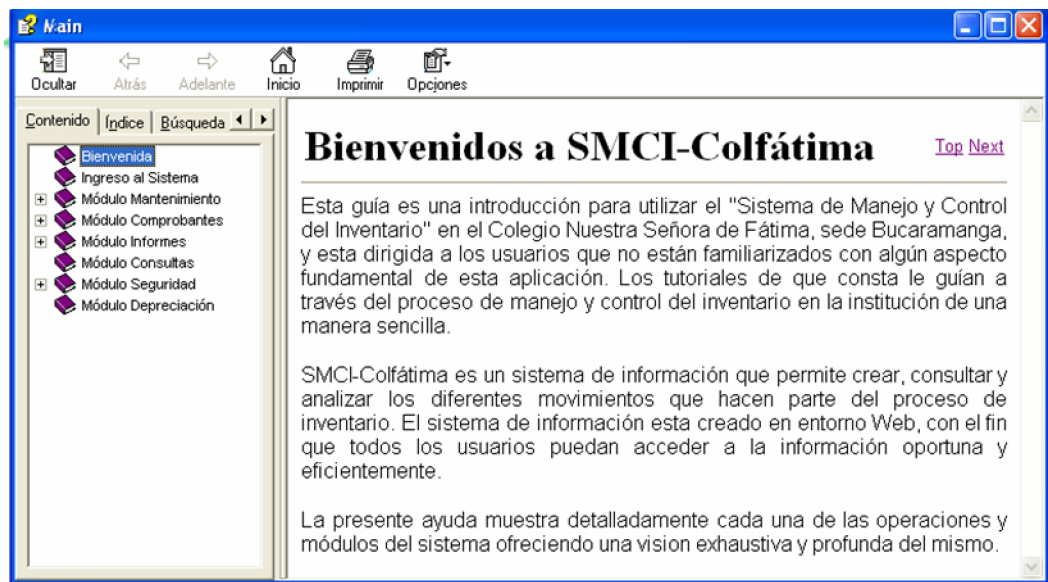 Main
Ocultar Atrás Adelante Inicio Imprimir Opciones
Contenido Índice Búsqueda
Bienvenida
Ingreso al Sistema
Módulo Mantenimiento
Módulo Comprobantes
Módulo Informes
Módulo Consultas
Módulo Seguridad
Módulo Depreciación
Bienvenidos a SMCI-Colfátima
Top Next
Esta guía es una introducción para utilizar el "Sistema de Manejo y Control
del Inventario" en el Colegio Nuestra Señora de Fátima, sede Bucaramanga,
y esta dirigida a los usuarios que no están familiarizados con algún aspecto
fundamental de esta aplicación. Los tutoriales de que consta le guían a
través del proceso de manejo y control del inventario en la institución de una
manera sencilla.
SMCI-Colfátima es un sistema de información que permite crear, consultar y
analizar los diferentes movimientos que hacen parte del proceso de
inventario. El sistema de información esta creado en entorno Web, con el fin
que todos los usuarios puedan acceder a la información oportuna y
eficientemente.
La presente ayuda muestra detalladamente cada una de las operaciones y
módulos del sistema ofreciendo una vision exhaustiva y profunda del mismo.